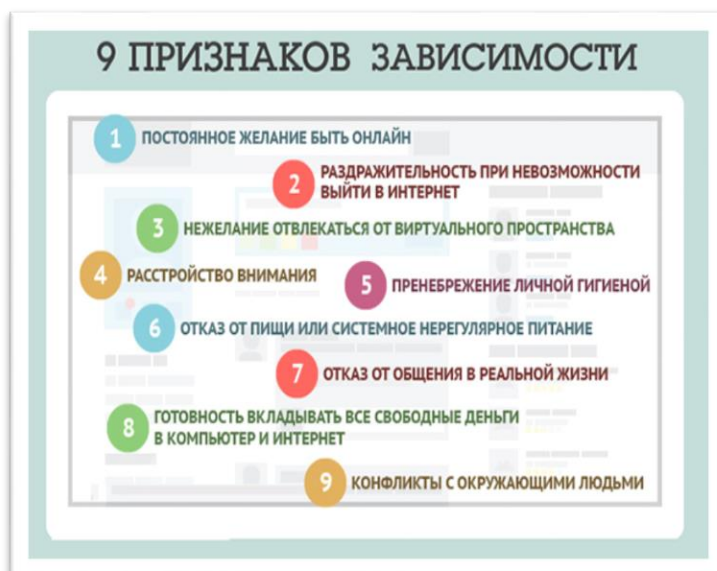 9 ПРИЗНАКОВ ЗАВИСИМОСТИ
1 ПОСТОЯННОЕ ЖЕЛАНИЕ БЫТЬ ОНЛАЙН
2 РАЗДРАЖИТЕЛЬНОСТЬ ПРИ НЕВОЗМОЖНОСТИ
ВЫЙТИ В ИНТЕРНЕТ
3 НЕЖЕЛАНИЕ ОТВЛЕКАТЬСЯ ОТ ВИРТУАЛЬНОГО ПРОСТРАНСТВА
4 РАССТРОЙСТВО ВНИМАНИЯ
5 ПРЕНЕБРЕЖЕНИЕ ЛИЧНОЙ ГИГИЕНОЙ
6 ОТКАЗ ОТ ПИЩИ ИЛИ СИСТЕМНОЕ НЕРЕГУЛЯРНОЕ ПИТАНИЕ
7 ОТКАЗ ОТ ОБЩЕНИЯ В РЕАЛЬНОЙ ЖИЗНИ
8 ГОТОВНОСТЬ ВКЛАДЫВАТЬ ВСЕ СВОБОДНЫЕ ДЕНЬГИ
В КОМПЬЮТЕР И ИНТЕРНЕТ
9 КОНФЛИКТЫ С ОКРУЖАЮЩИМИ ЛЮДЬМИ